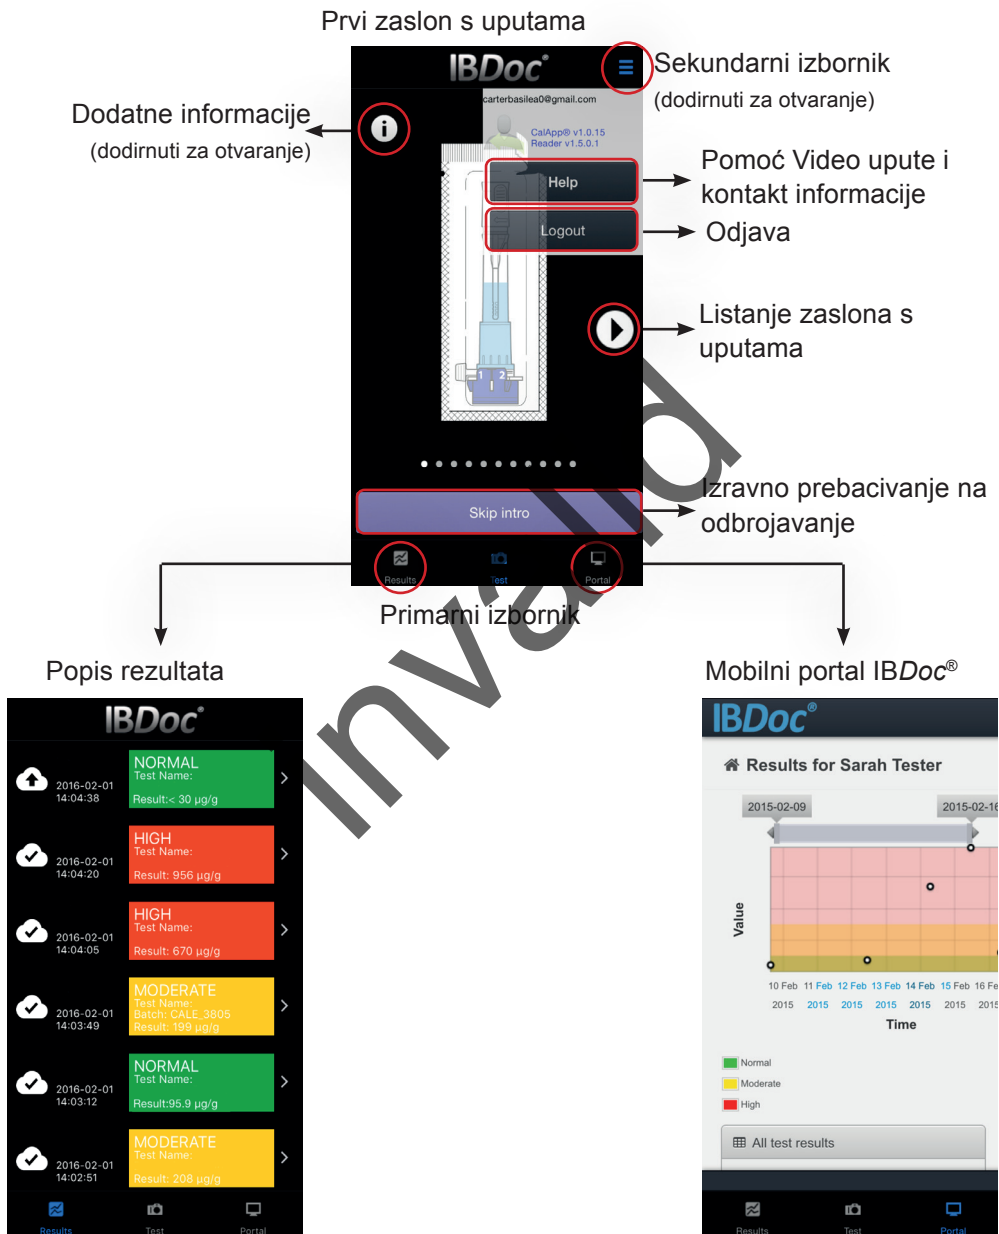 Prvi zaslon s uputama
IBDoc®
Sekundarni izbornik
(dodirnuti za otvaranje)
carterbasilea0@gmail.com
Dodatne informacije
(dodirnuti za otvaranje)
i
CalApp® v1.0.15
Reader v1.5.0.1
Help
Pomoć Video upute i
kontakt informacije
Logout
Odjava
Listanje zaslona s
uputama
1 2
Skip intro
Izravno prebacivanje na
odbrojavanje
Results
Test
Portal
Primarni izbornik
Invalid
Popis rezultata
IBDoc®
NORMAL
Test Name:
2016-02-01
14:04:38
Result:< 30 µg/g
HIGH
Test Name:
2016-02-01
14:04:20
Result: 956 µg/g
HIGH
Test Name:
2016-02-01
14:04:05
Result: 670 µg/g
MODERATE
Test Name:
Batch: CALE_3805
2016-02-01
14:03:49
Result: 199 µg/g
NORMAL
Test Name:
2016-02-01
14:03:12
Result:95.9 µg/g
MODERATE
Test Name:
2016-02-01
14:02:51
Result: 208 µg/g
Results
Test
Portal
Mobilni portal IBDoc®
IBDoc®
Results for Sarah Tester
2015-02-09
2015-02-16
Value
10 Feb 11 Feb 12 Feb 13 Feb 14 Feb 15 Feb 16 Fe
2015 2015 2015 2015 2015 2015 2015
Time
Normal
Moderate
High
All test results
Results
Test
Portal